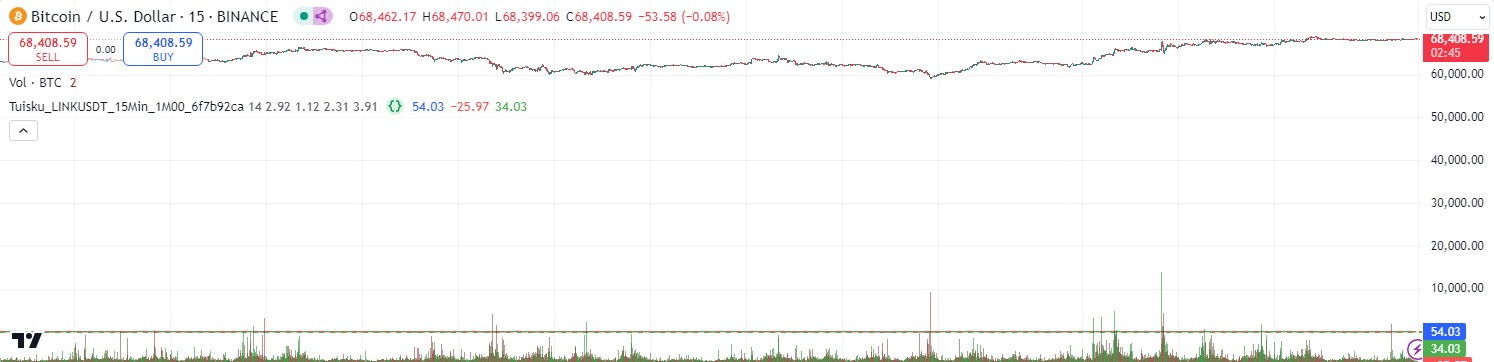 Bitcoin / U.S. Dollar · 15 · BINANCE O68,462.17 H68,470.01 L68,399.06 C68,408.59 −53.58 (−0.08%)
USD
68,408.59
SELL
0.00
68,408.59
BUY
68,408.59
02:45
Vol · BTC 2
Tuisku_LINKUSDT_15Min_1M00_6f7b92ca 14 2.92 1.12 2.31 3.91 {} 54.03 −25.97 34.03
60,000.00
50,000.00
40,000.00
30,000.00
20,000.00
10,000.00
54.03
34.03